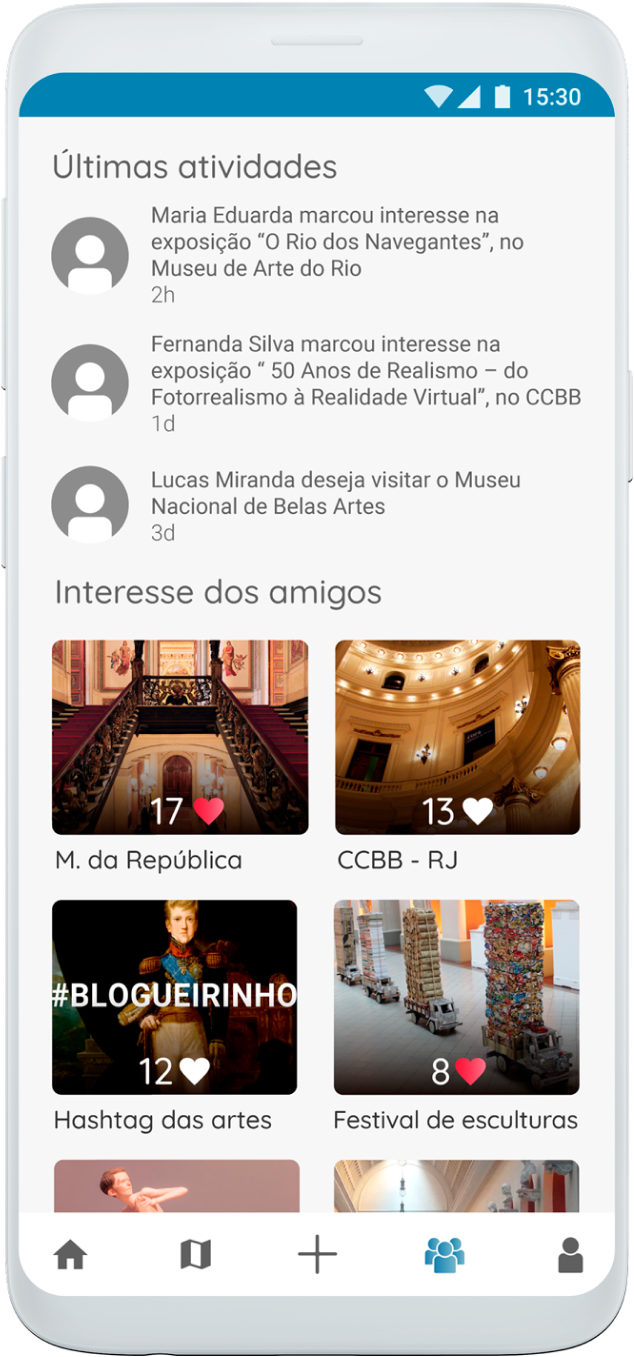 15:30
Últimas atividades
Maria Eduarda marcou interesse na
exposição “O Rio dos Navegantes”, no
Museu de Arte do Rio
2h
Fernanda Silva marcou interesse na
exposição “ 50 Anos de Realismo – do
Fotorrealismo à Realidade Virtual”, no CCBB
1d
Lucas Miranda deseja visitar o Museu
Nacional de Belas Artes
3d
Interesse dos amigos
17
13
M. da República
CCBB - RJ
#BLOGUEIRINHO
12
8
Hashtag das artes
Festival de esculturas